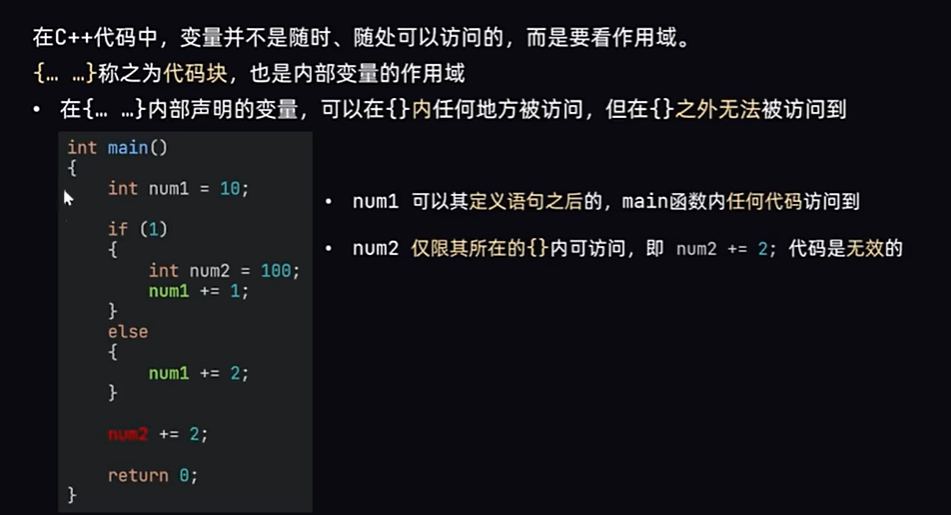 在C++代码中，变量并不是随时、随处可以访问的，而是要看作用域。
{… …}称之为代码块，也是内部变量的作用域
• 在{… …}内部声明的变量，可以在{}内任何地方被访问，但在{}之外无法被访问到
int main()
{
    int num1 = 10;
    if (1)
    {
        int num2 = 100;
        num1 += 1;
    }
    else
    {
        num1 += 2;
    }
    num2 += 2;
    return 0;
}
• num1 可以其定义语句之后的，main函数内任何代码访问到
• num2 仅限其所在的{}内可访问，即 num2 += 2; 代码是无效的